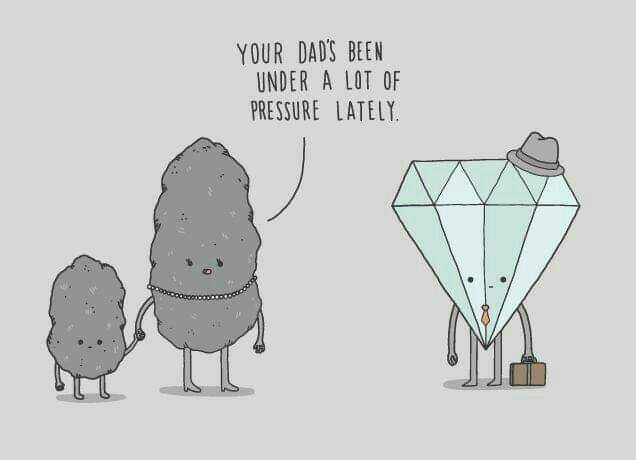 YOUR DAD'S BEEN
UNDER A LOT OF
PRESSURE LATELY.